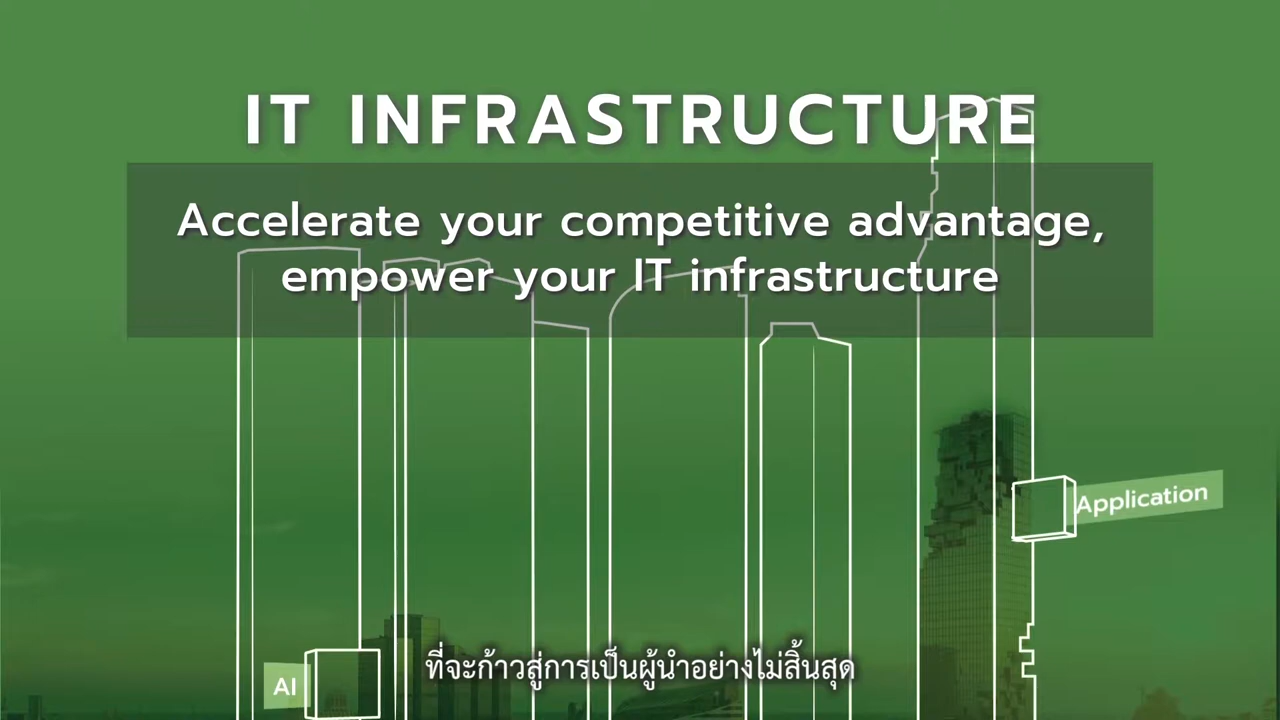 IT INFRASTRUCTURE
Accelerate your competitive advantage,
empower your IT infrastructure
Application
AI
ที่จะก้าวสู่การเป็นผู้นำอย่างไม่สิ้นสุด